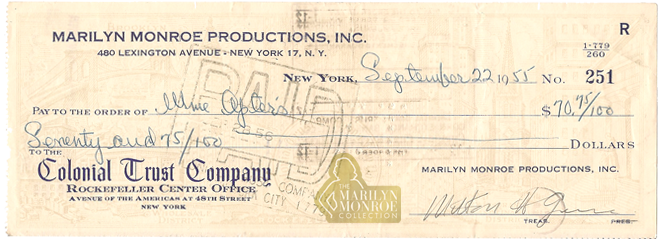 MARILYN MONROE PRODUCTIONS, INC.
R
480 LEXINGTON AVENUE - NEW YORK 17, N. Y.
1-779
260
NEW YORK, September 22 1955 No. 251
PAY TO THE ORDER OF Mme $70.75/100
Seventy and 75/100 DOLLARS
PAID
TO THE
Colonial Trust Company
ROCKEFELLER CENTER OFFICE
AVENUE OF THE AMERICAS AT 48TH STREET
NEW YORK
MARILYN MONROE PRODUCTIONS, INC.
THE
MARILYN
MONROE
COLLECTION
Milton H
TREAS. PRES.